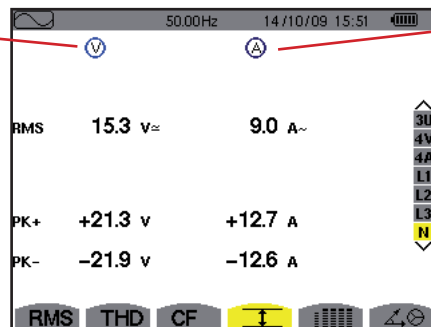 50.00Hz 14/10/09 15:51
V A
RMS 15.3 V≂ 9.0 A~
3U
4V
4A
L1
L2
L3
N
PK+ +21.3 V +12.7 A
PK- -21.9 V -12.6 A
RMS THD CF